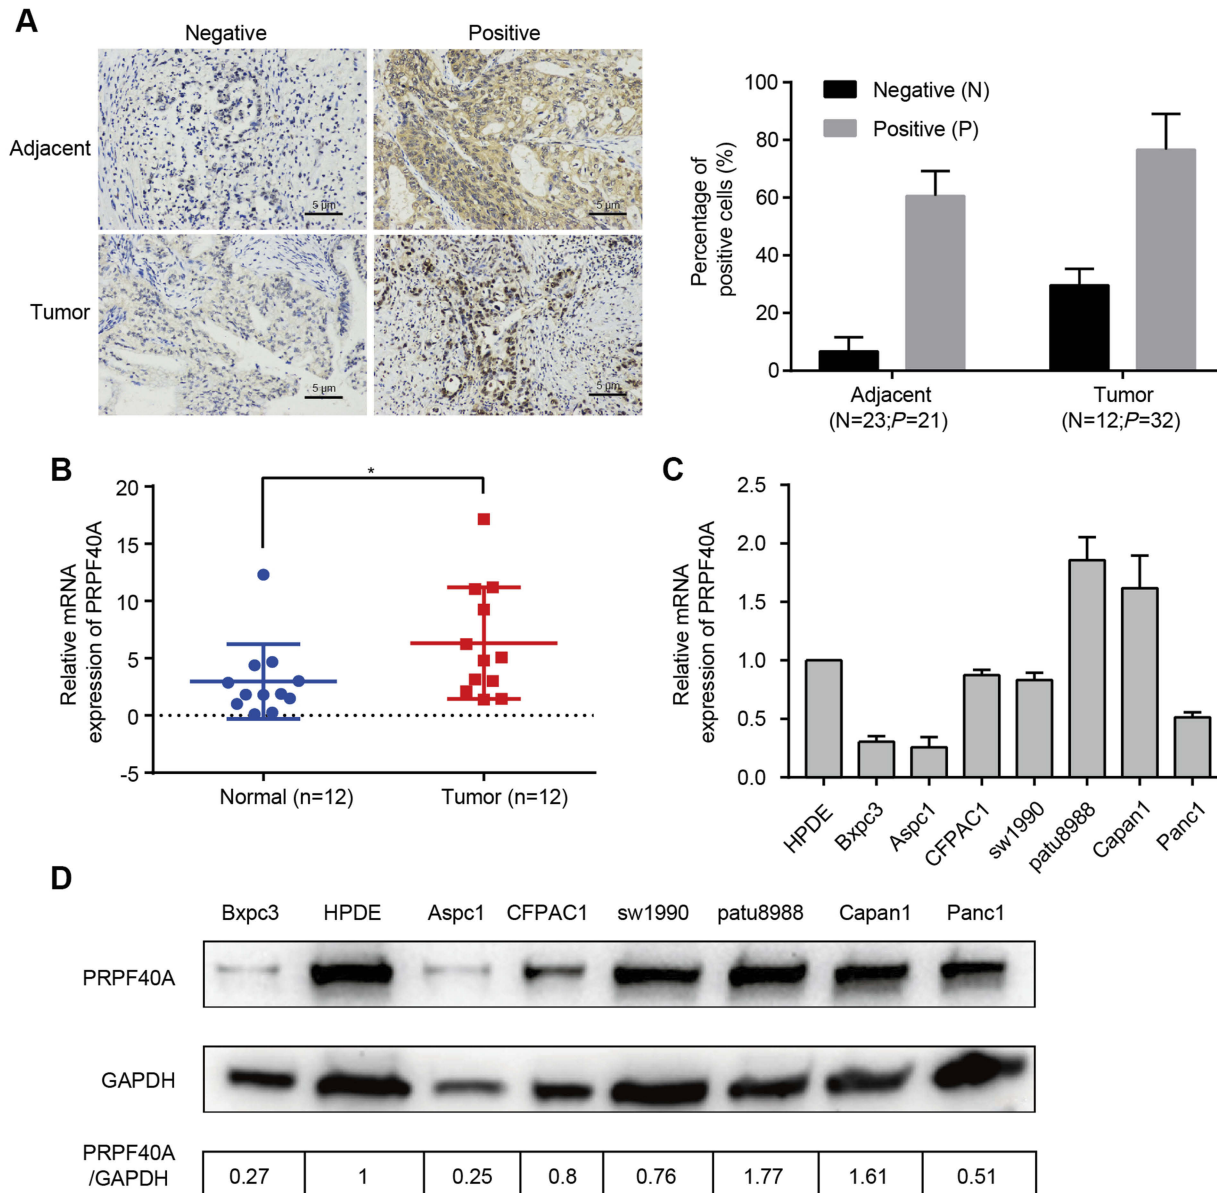 A
Negative
Positive
Adjacent
5 µm
5 µm
Tumor
5 µm
5 µm
Percentage of
positive cells (%)
100
80
60
40
20
0
Negative (N)
Positive (P)
Adjacent
(N=23;P=21)
Tumor
(N=12;P=32)
B
Relative mRNA
expression of PRPF40A
20
15
10
5
0
-5
*
Normal (n=12)
Tumor (n=12)
C
Relative mRNA
expression of PRPF40A
2.5
2.0
1.5
1.0
0.5
0.0
HPDE
Bxpc3
Aspc1
CFPAC1
sw1990
patu8988
Capan1
Panc1
D
Bxpc3 HPDE Aspc1 CFPAC1 sw1990 patu8988 Capan1 Panc1
PRPF40A
GAPDH
PRPF40A
/GAPDH
0.27 1 0.25 0.8 0.76 1.77 1.61 0.51